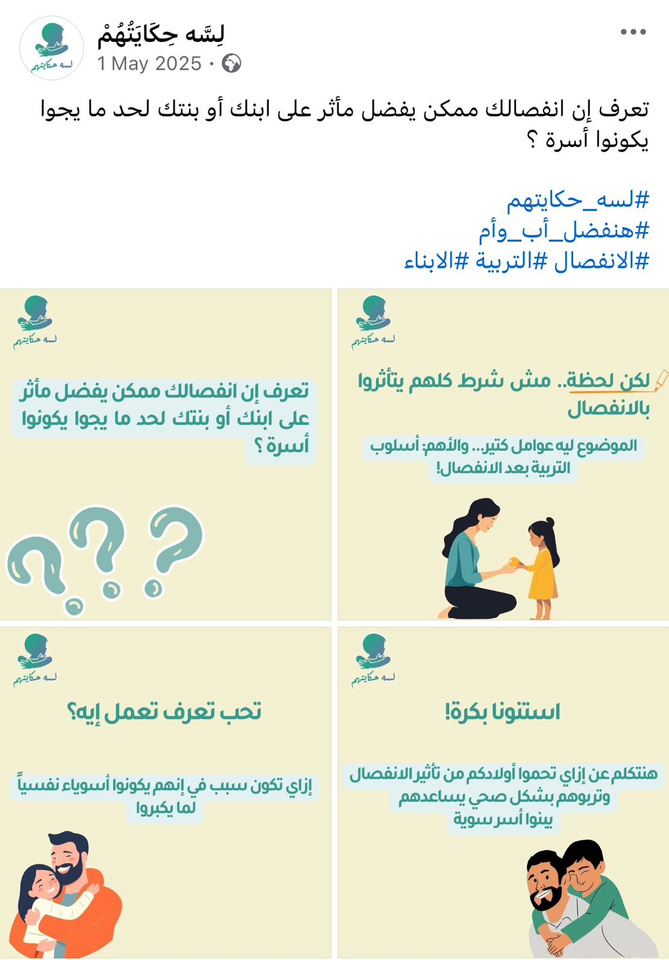 لِسَّه حِكَايَتُهُمْ
1 May 2025
تعرف إن انفصالك ممكن يفضل مأثر على ابنك أو بنتك لحد ما يجوا
يكونوا أسرة ؟
#لسه_حكايتهم
#هنفضل_أب_وأم
#الانفصال #التربية #الابناء
لسه حكايتهم
تعرف إن انفصالك ممكن يفضل مأثر
على ابنك أو بنتك لحد ما يجوا يكونوا
أسرة ؟
???
لسه حكايتهم
لكن لحظة.. مش شرط كلهم يتأثروا
بالانفصال
الموضوع ليه عوامل كتير... والأهم: أسلوب
التربية بعد الانفصال!
لسه حكايتهم
تحب تعرف تعمل إيه؟
إزاي تكون سبب في إنهم يكونوا أسوياء نفسياً
لما يكبروا
لسه حكايتهم
استنونا بكرة!
هنتكلم عن إزاي تحموا أولادكم من تأثير الانفصال
وتربوهم بشكل صحي يساعدهم
يبنوا أسر سوية